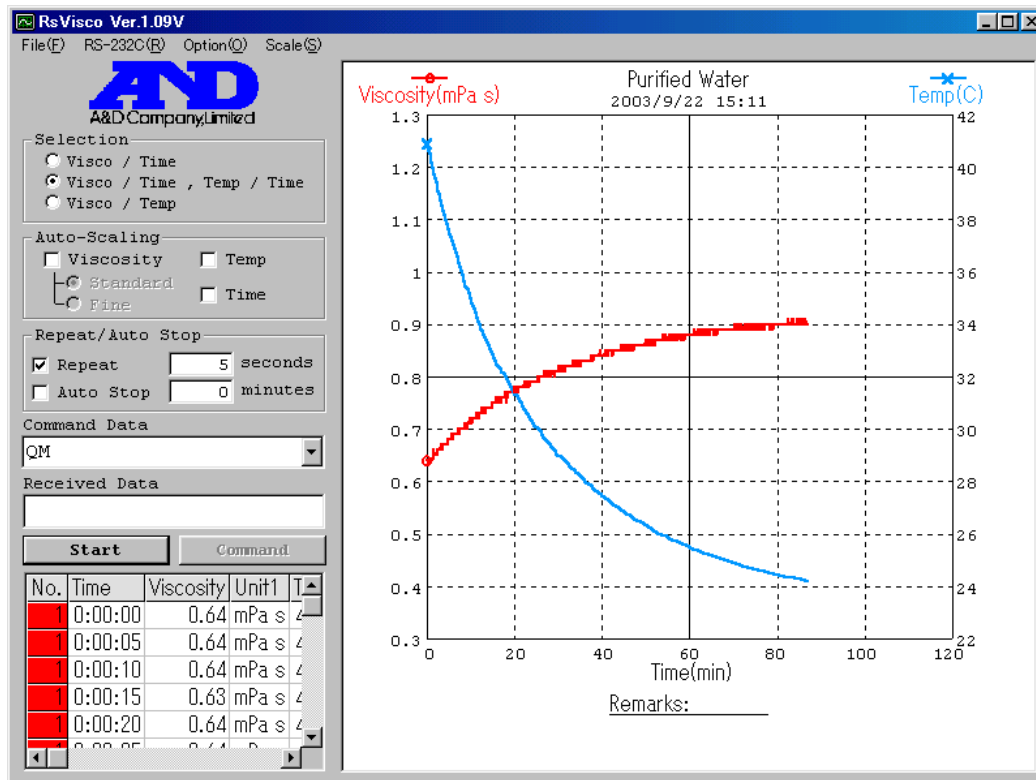 RsVisco Ver.1.09V
File(F) RS-232C(R) Option(O) Scale(S)
AND
A&D Company,Limited
Selection
Visco / Time
Visco / Time , Temp / Time
Visco / Temp
Auto-Scaling
Viscosity Temp
Standard
Fine
Time
Repeat/Auto Stop
Repeat 5 seconds
Auto Stop 0 minutes
Command Data
QM
Received Data
Start Command
No. Time Viscosity Unit1 T
1 0:00:00 0.64 mPa s 4
1 0:00:05 0.64 mPa s 4
1 0:00:10 0.64 mPa s 4
1 0:00:15 0.63 mPa s 4
1 0:00:20 0.64 mPa s 4
Viscosity(mPa s)
Purified Water
2003/9/22 15:11
Temp(C)
1.3 42
1.2 40
1.1 38
1 36
0.9 34
0.8 32
0.7 30
0.6 28
0.5 26
0.4 24
0.3 22
0 20 40 60 80 100 120
Time(min)
Remarks: